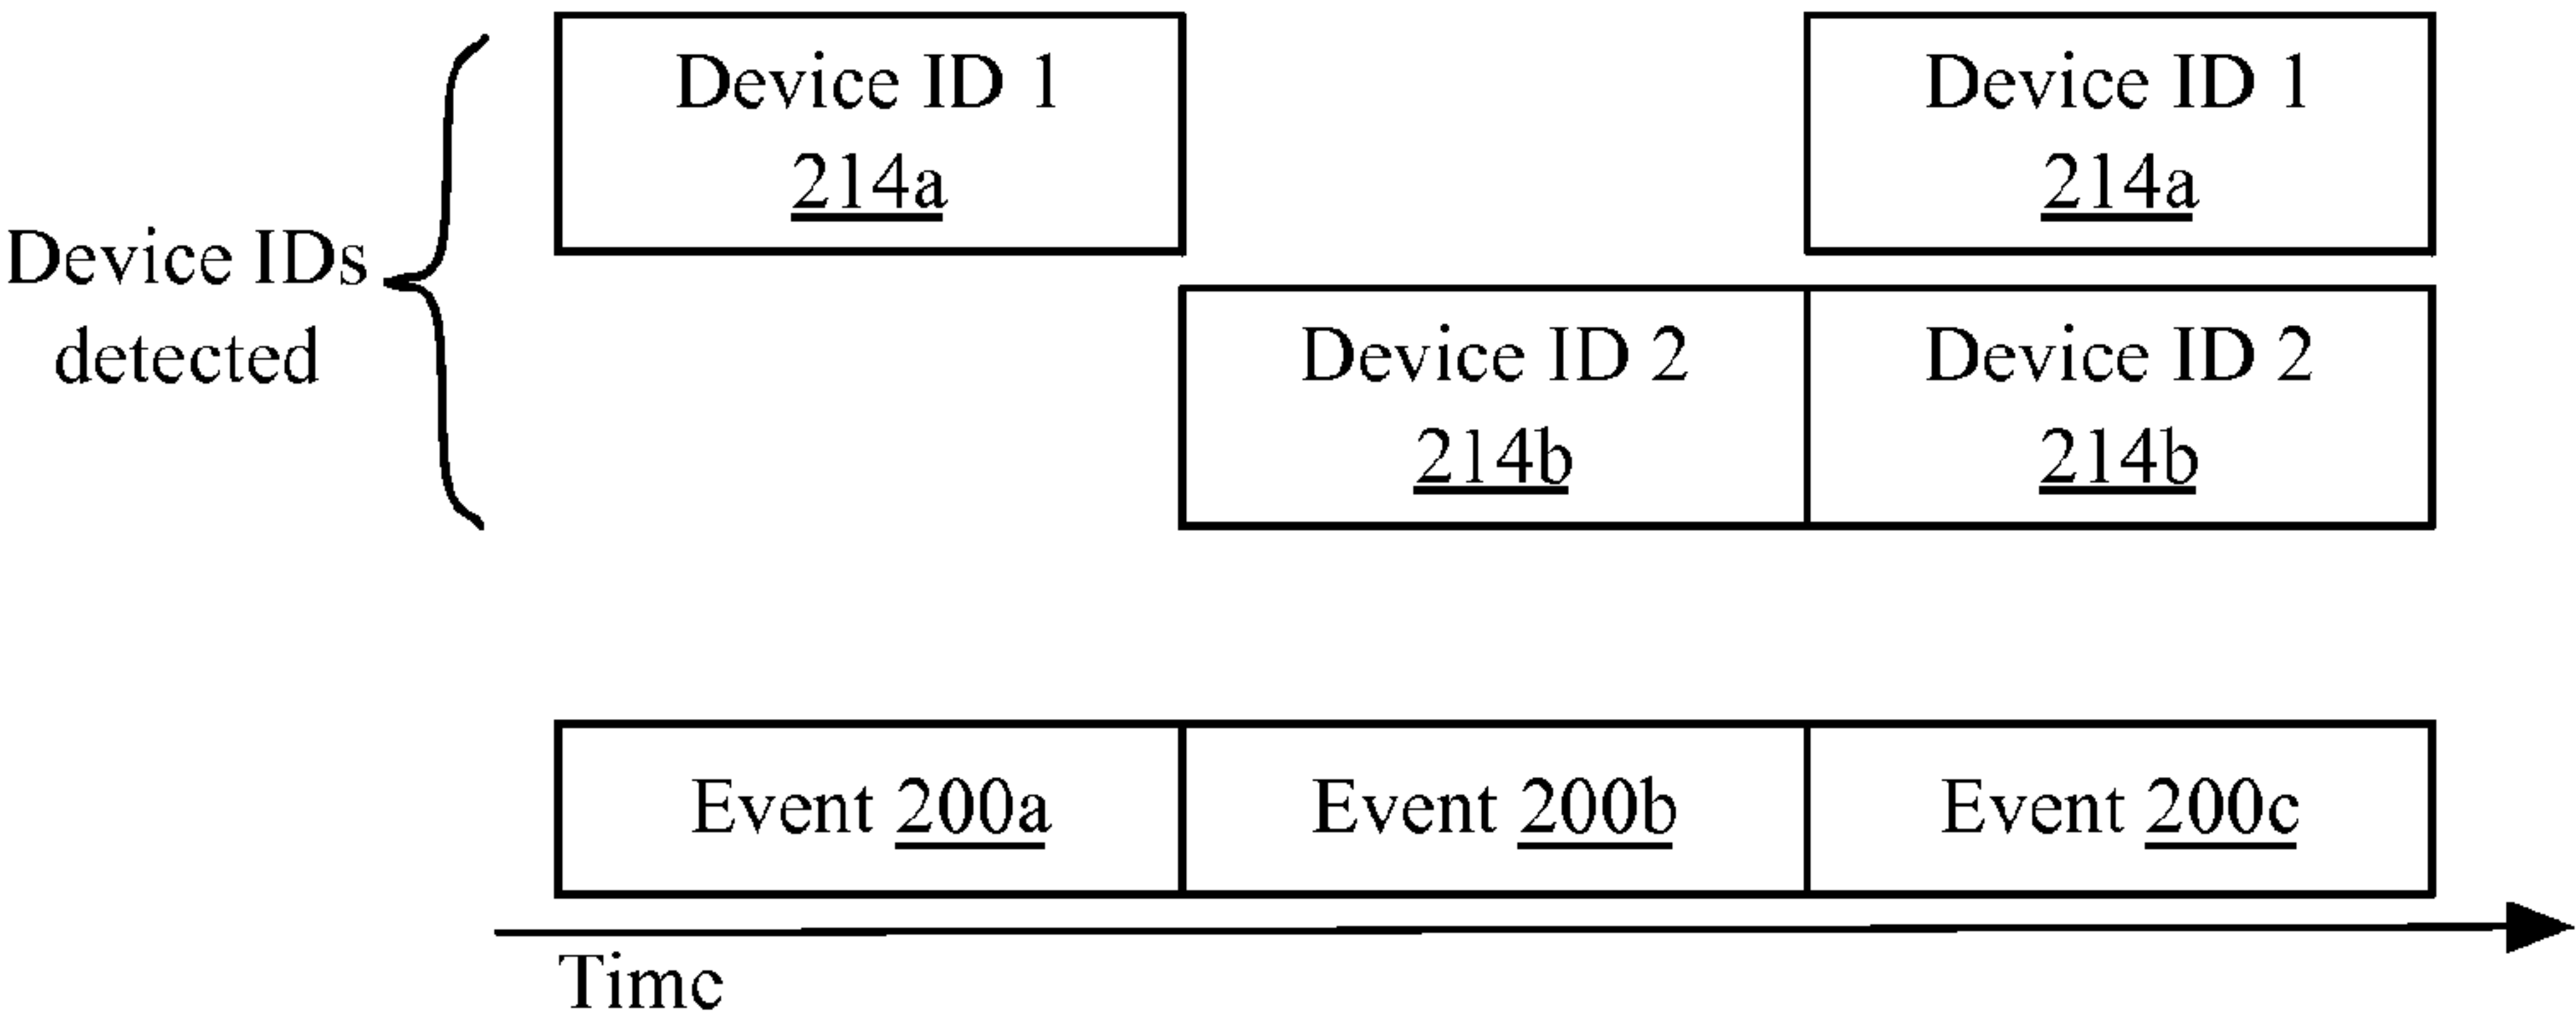 Device ID 1
214a
Device ID 1
214a
Device IDs
detected
Device ID 2
214b
Device ID 2
214b
Event 200a
Event 200b
Event 200c
Time